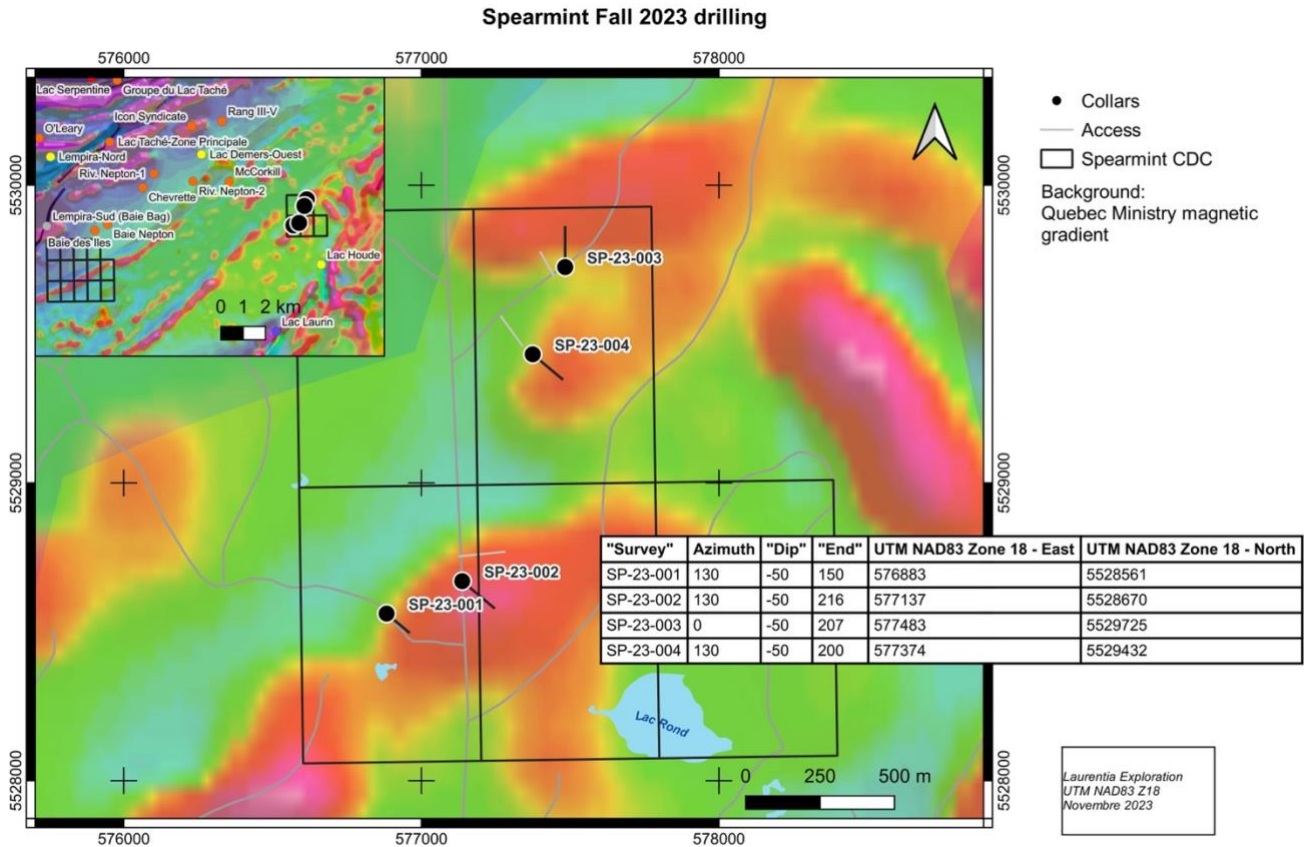 Spearmint Fall 2023 drilling
576000 577000 578000
Lac Serpentine Groupe du Lac Taché
Icon Syndicate Rang III-V
O'Leary
Lac Taché-Zone Principale
Lempira-Nord Lac Demers-Ouest
Riv. Nepton-1 McCorkill
Chevrette Riv. Nepton-2
Lempira-Sud (Baie Bag)
Baie Nepton
Baie des Iles
Lac Houde
0 1 2 km
Lac Laurin
5530000
5529000
5528000
5530000
5529000
5528000
SP-23-003
SP-23-004
SP-23-002
SP-23-001
Lac Rond
0 250 500 m
576000 577000 578000
Collars
Access
Spearmint CDC
Background:
Quebec Ministry magnetic
gradient
"Survey" Azimuth "Dip" "End" UTM NAD83 Zone 18 - East UTM NAD83 Zone 18 - North
SP-23-001 130 -50 150 576883 5528561
SP-23-002 130 -50 216 577137 5528670
SP-23-003 0 -50 207 577483 5529725
SP-23-004 130 -50 200 577374 5529432
Laurentia Exploration
UTM NAD83 Z18
Novembre 2023